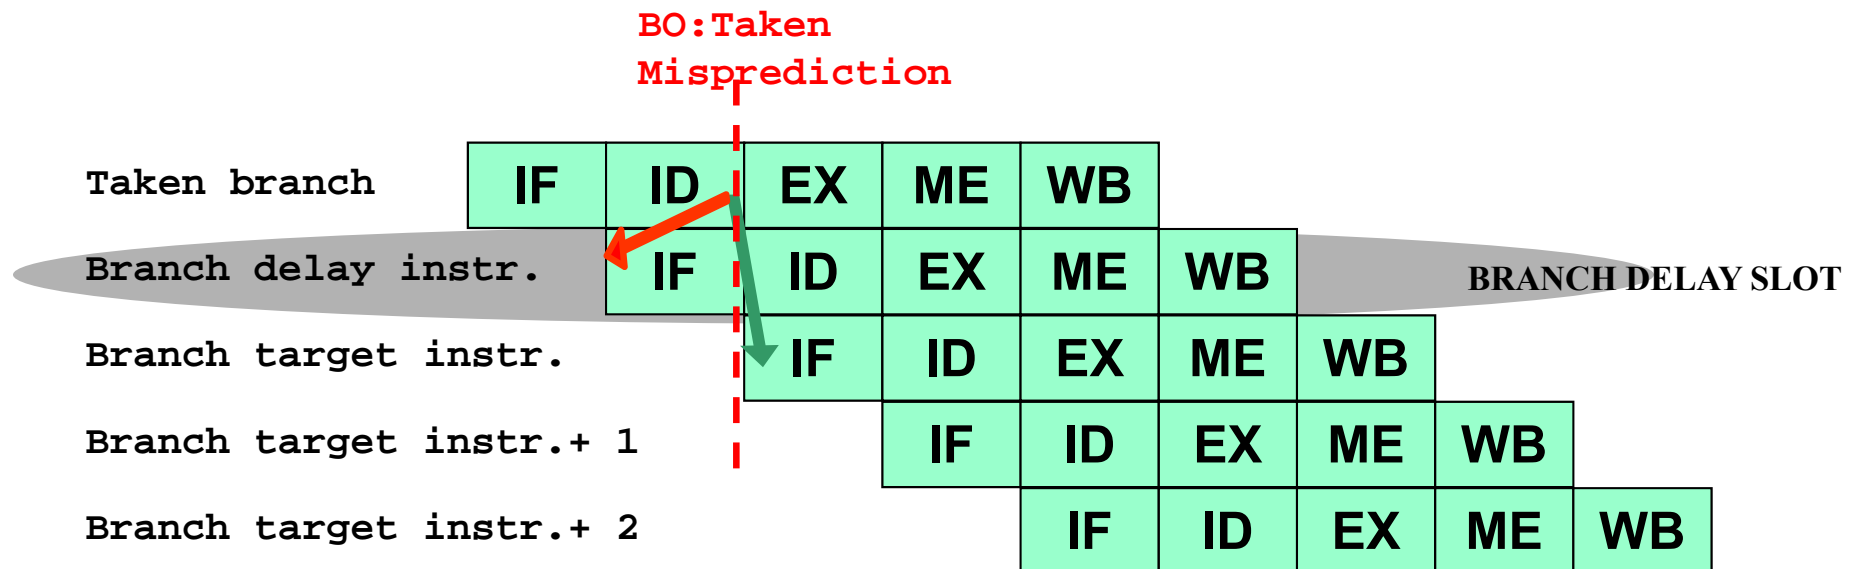 BO:Taken
Misprediction
Taken branch IF ID EX ME WB
Branch delay instr. IF ID EX ME WB BRANCH DELAY SLOT
Branch target instr. IF ID EX ME WB
Branch target instr.+ 1 IF ID EX ME WB
Branch target instr.+ 2 IF ID EX ME WB